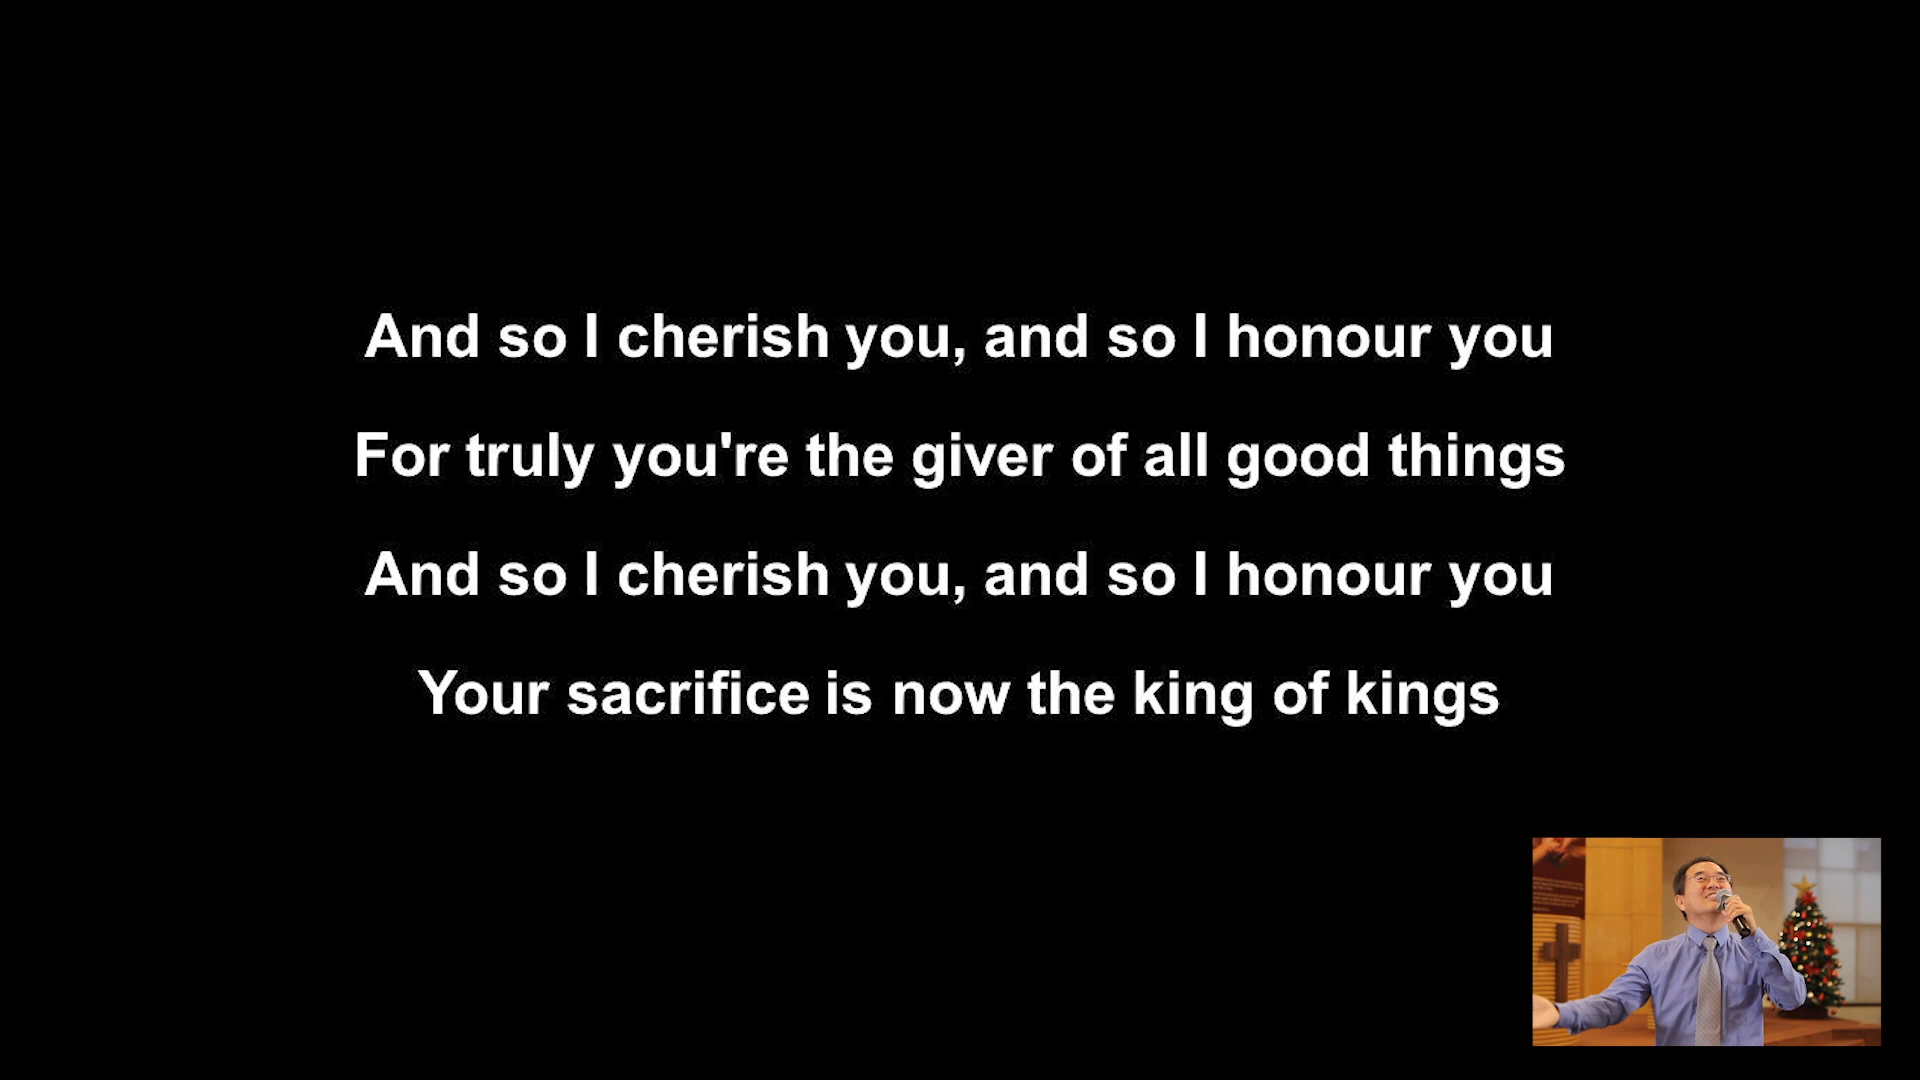 And so I cherish you, and so I honour you
For truly you're the giver of all good things
And so I cherish you, and so I honour you
Your sacrifice is now the king of kings